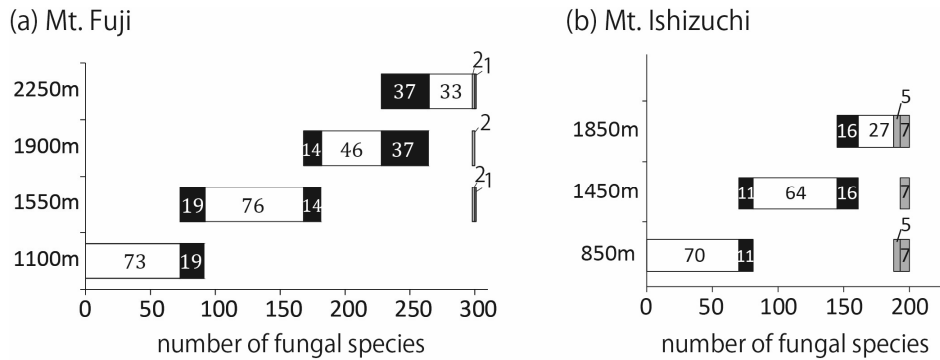 (a) Mt. Fuji
2250m 37 33 2 1
1900m 14 46 37 2
1550m 19 76 14 2 1
1100m 73 19
0 50 100 150 200 250 300
number of fungal species
(b) Mt. Ishizuchi
1850m 16 27 5 7
1450m 11 64 16 7
850m 70 11 5 7
0 50 100 150 200
number of fungal species